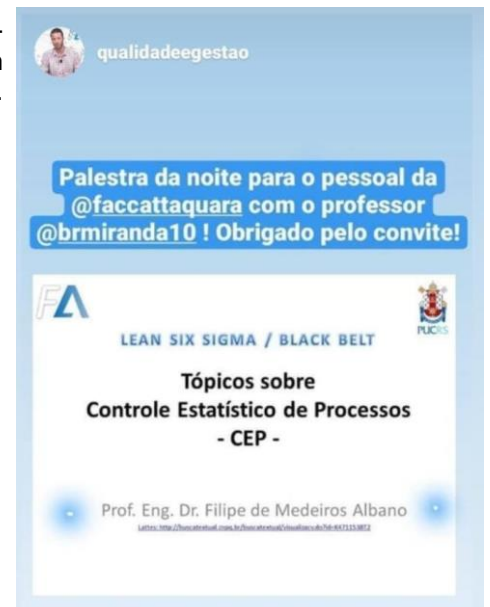 qualidadeegestao
Palestra da noite para o pessoal da
@faccattaquara com o professor
@brmiranda10 ! Obrigado pelo convite!
FA
PUCRS
LEAN SIX SIGMA / BLACK BELT
Tópicos sobre
Controle Estatístico de Processos
- CEP -
Prof. Eng. Dr. Filipe de Medeiros Albano